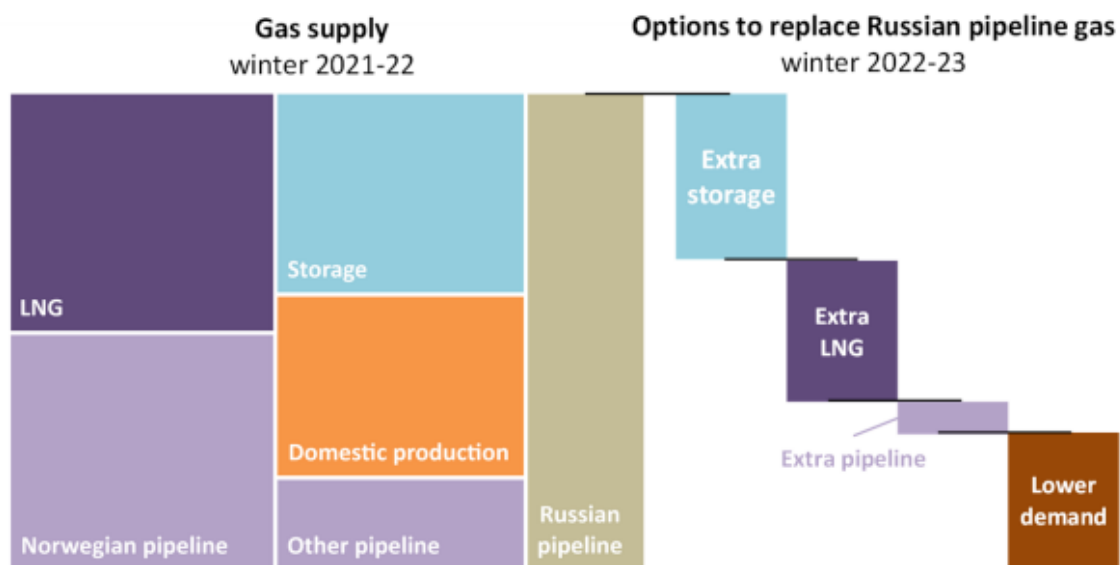 Gas supply
winter 2021-22
Options to replace Russian pipeline gas
winter 2022-23
LNG
Norwegian pipeline
Storage
Domestic production
Other pipeline
Russian
pipeline
Extra
storage
Extra
LNG
Extra pipeline
Lower
demand